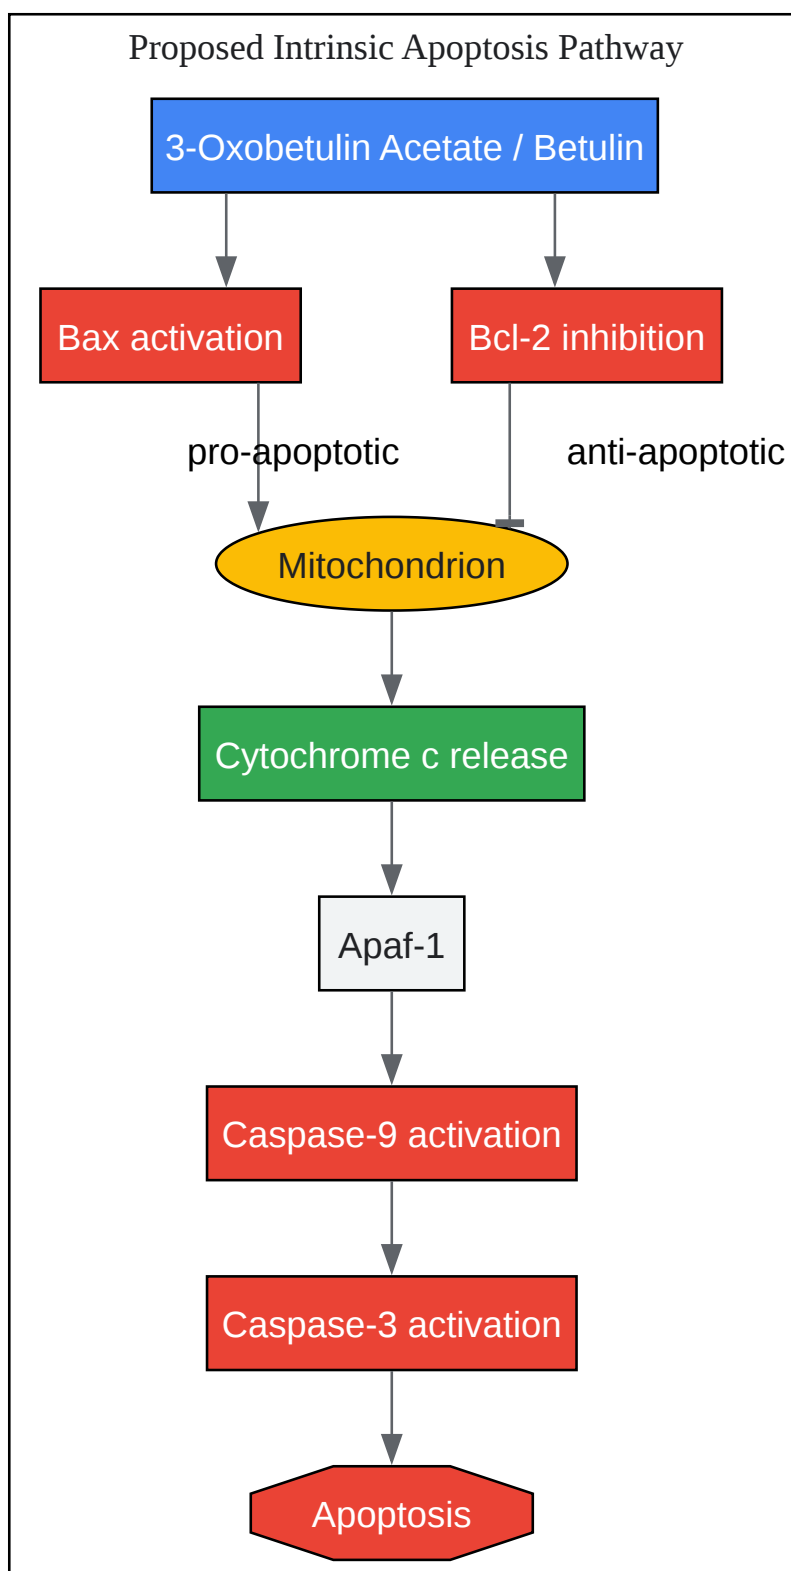 Proposed Intrinsic Apoptosis Pathway
3-Oxobetulin Acetate / Betulin
Bax activation
Bcl-2 inhibition
pro-apoptotic
anti-apoptotic
Mitochondrion
Cytochrome c release
Apaf-1
Caspase-9 activation
Caspase-3 activation
Apoptosis